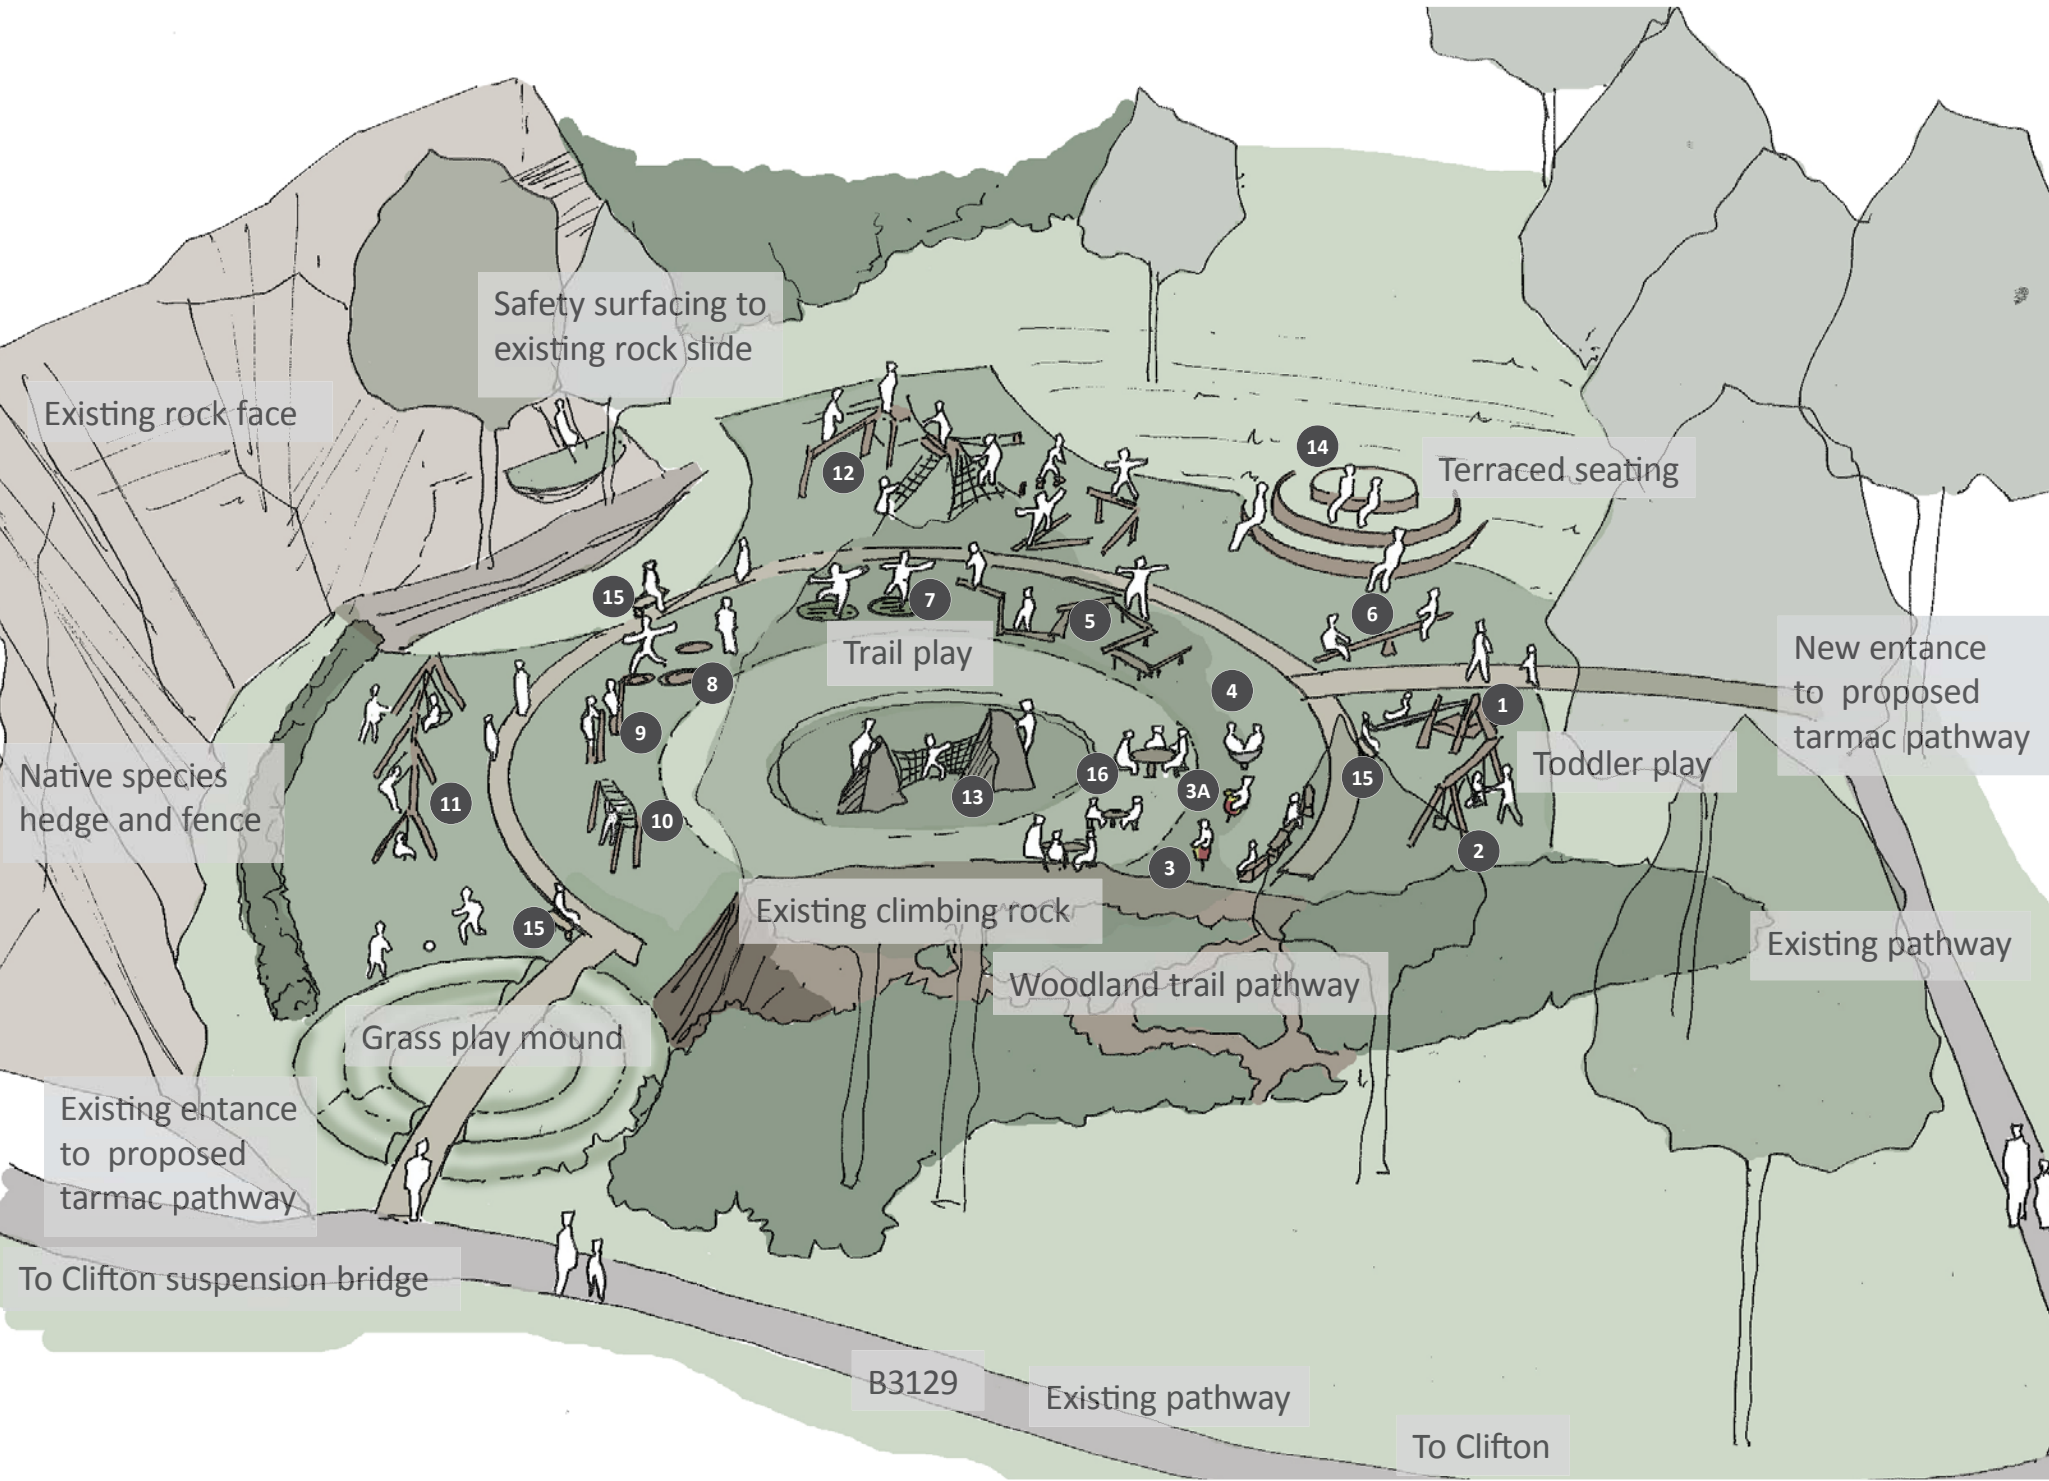 Safety surfacing to
existing rock slide
Existing rock face
14
Terraced seating
12
15
7
5
6
Trail play
8
4
1
New entance
to proposed
tarmac pathway
9
Native species
hedge and fence
11
10
13
16
3A
15
Toddler play
2
3
15
Existing climbing rock
Existing pathway
Woodland trail pathway
Grass play mound
Existing entance
to proposed
tarmac pathway
To Clifton suspension bridge
B3129
Existing pathway
To Clifton